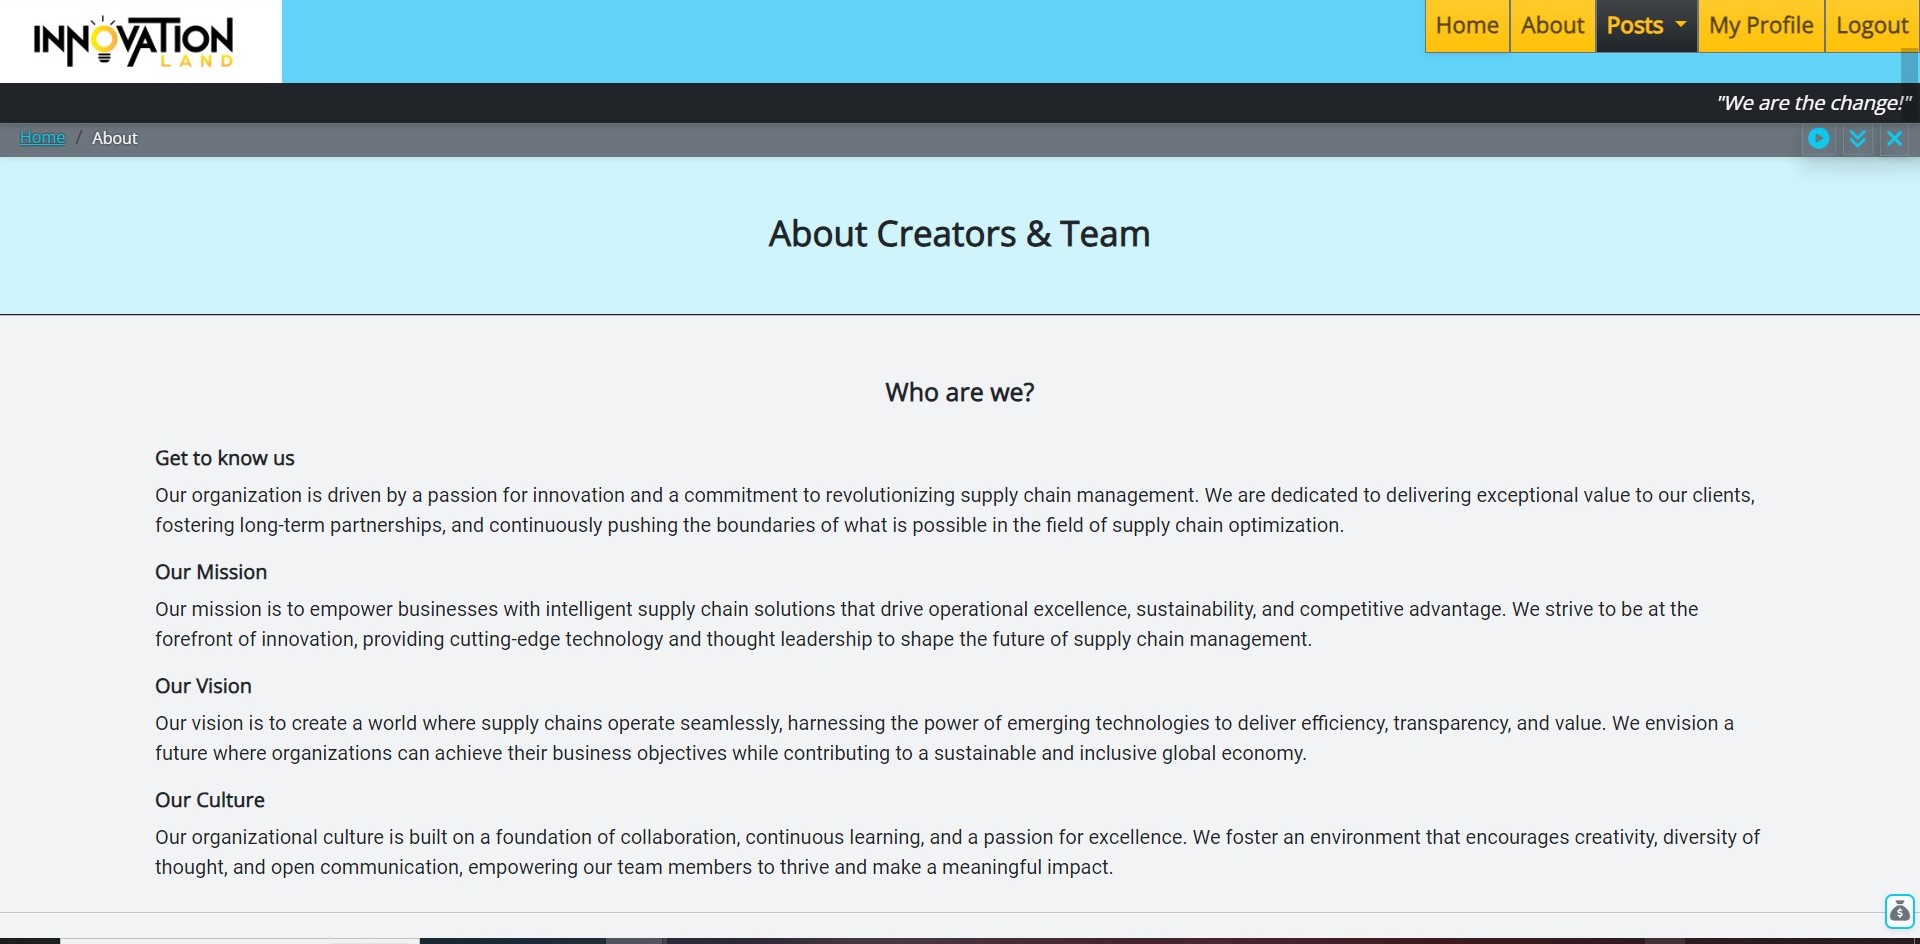 INNOVATION
LAND
Home
About
Posts
My Profile
Logout
"We are the change!"
Home / About
About Creators & Team
Who are we?
Get to know us
Our organization is driven by a passion for innovation and a commitment to revolutionizing supply chain management. We are dedicated to delivering exceptional value to our clients,
fostering long-term partnerships, and continuously pushing the boundaries of what is possible in the field of supply chain optimization.
Our Mission
Our mission is to empower businesses with intelligent supply chain solutions that drive operational excellence, sustainability, and competitive advantage. We strive to be at the
forefront of innovation, providing cutting-edge technology and thought leadership to shape the future of supply chain management.
Our Vision
Our vision is to create a world where supply chains operate seamlessly, harnessing the power of emerging technologies to deliver efficiency, transparency, and value. We envision a
future where organizations can achieve their business objectives while contributing to a sustainable and inclusive global economy.
Our Culture
Our organizational culture is built on a foundation of collaboration, continuous learning, and a passion for excellence. We foster an environment that encourages creativity, diversity of
thought, and open communication, empowering our team members to thrive and make a meaningful impact.